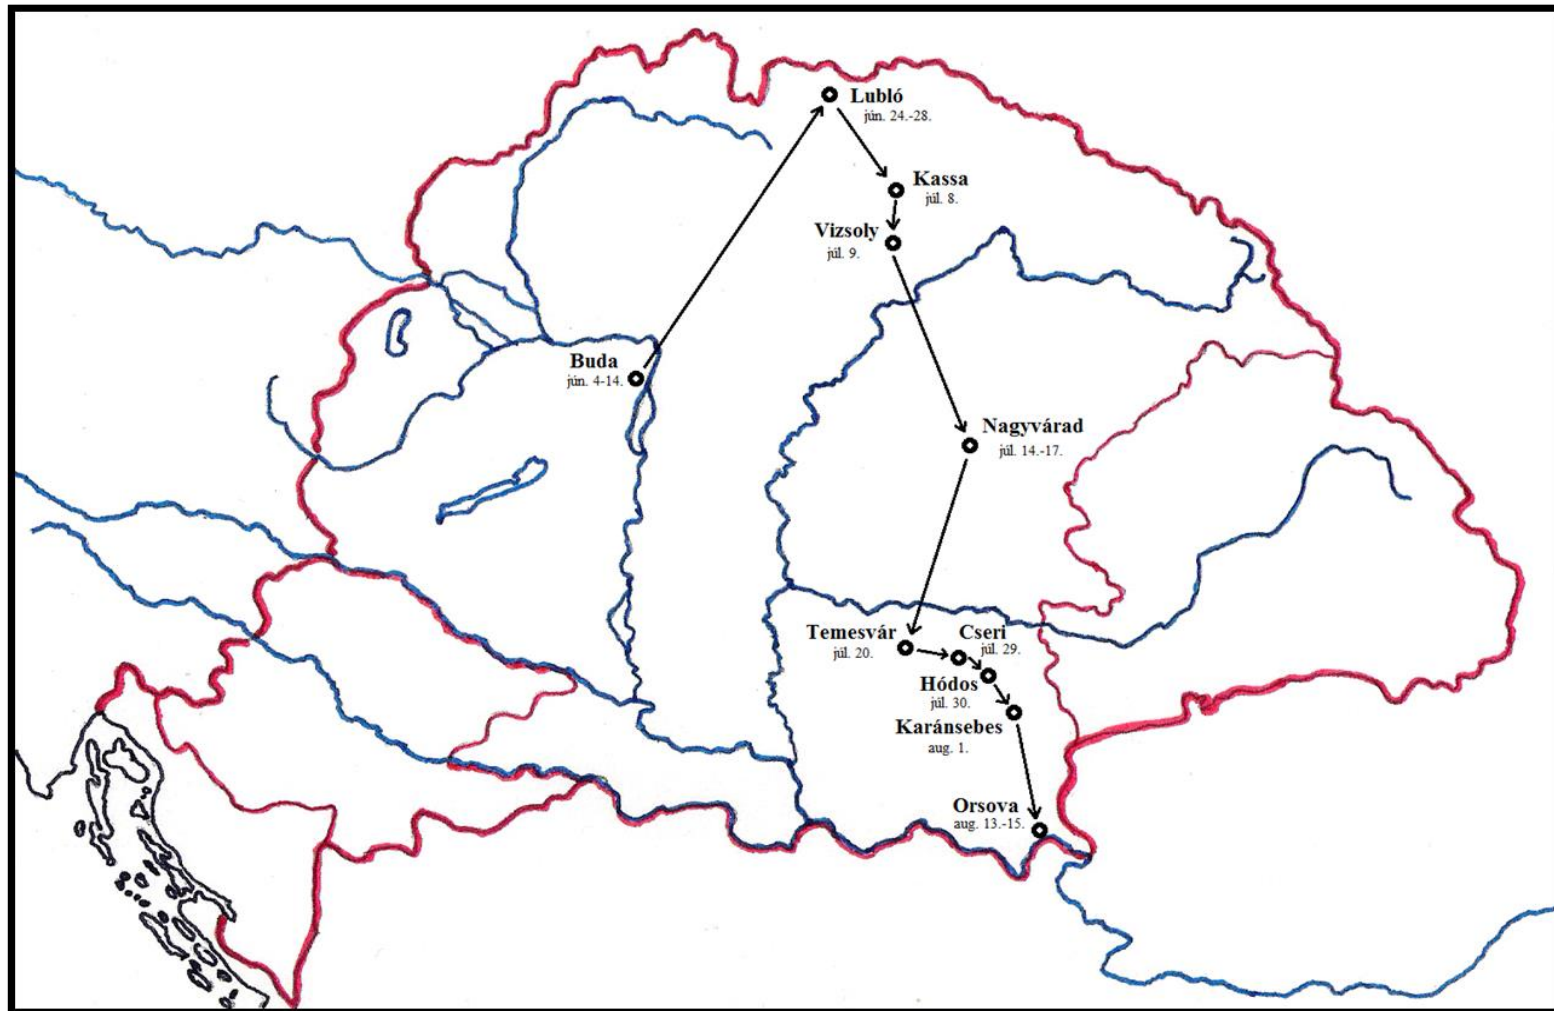 Lubló
jún. 24.-28.
Kassa
júl. 8.
Vizsoly
júl. 9.
Buda
jún. 4-14.
Nagyvárad
júl. 14.-17.
Temesvár
júl. 20.
Cseri
júl. 29.
Hódos
júl. 30.
Karánsebes
aug. 1.
Orsova
aug. 13.-15.